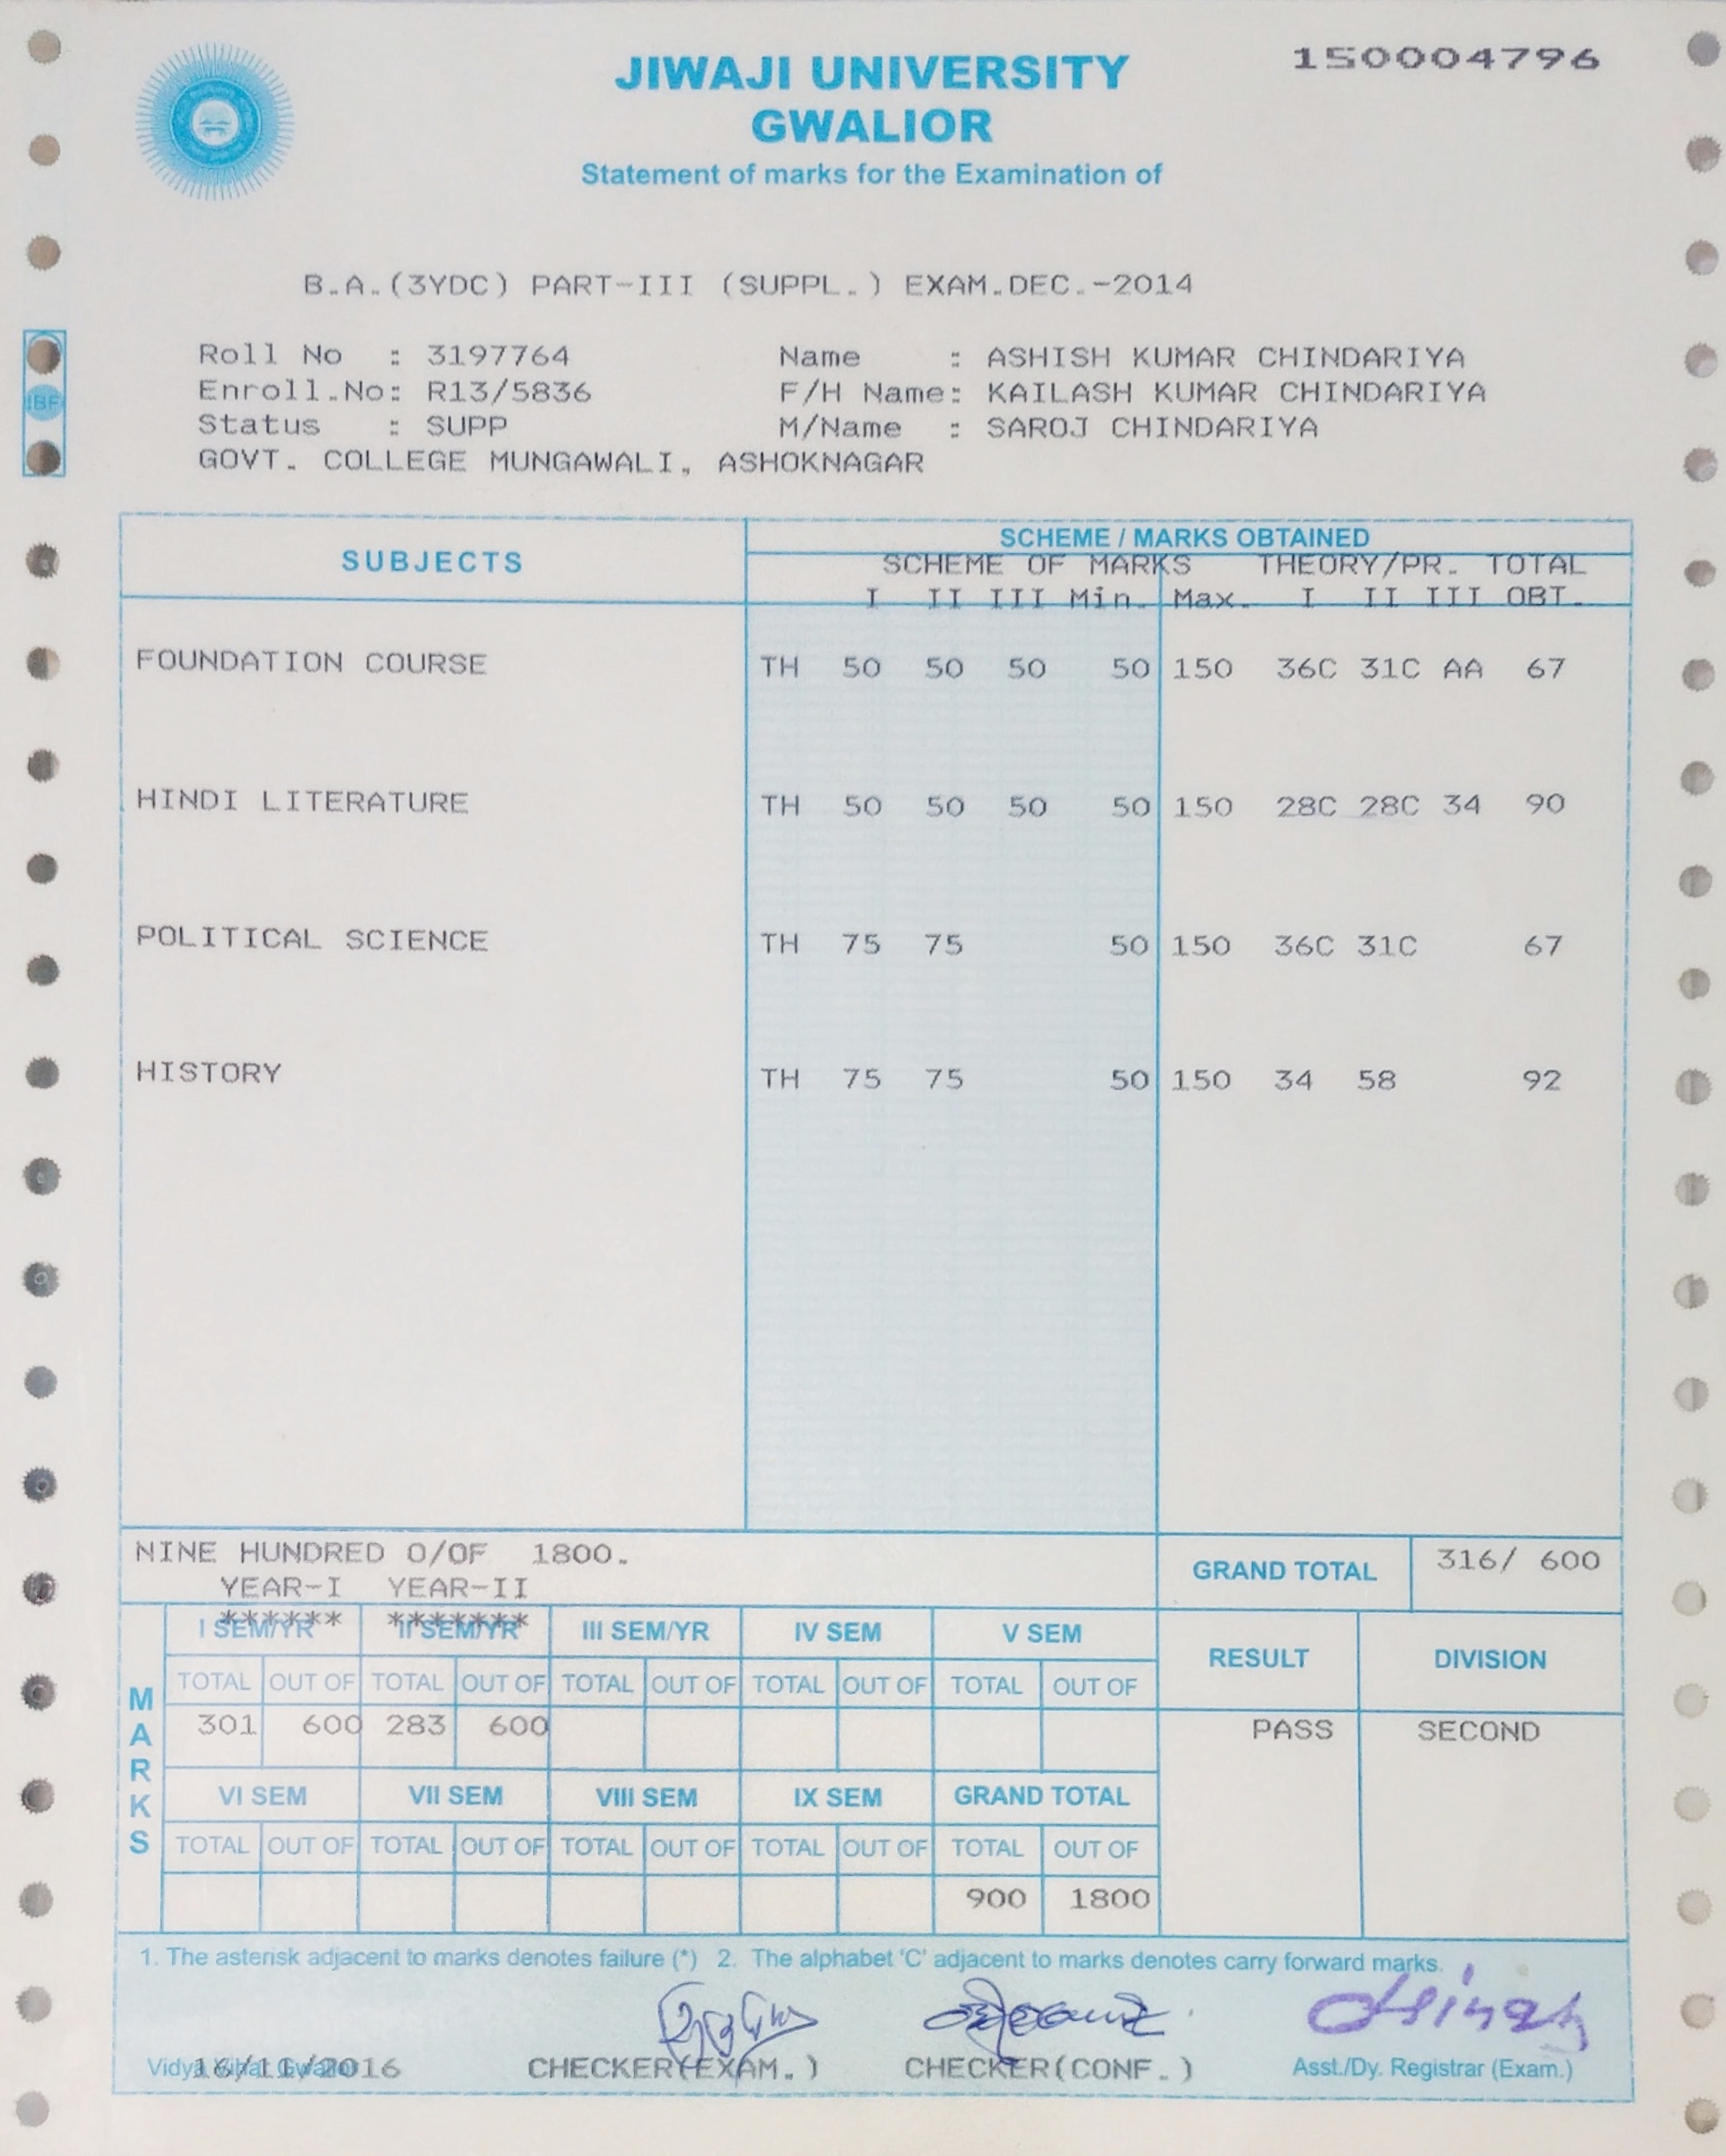 150004796
JIWAJI UNIVERSITY
GWALIOR
Statement of marks for the Examination of
B.A.(3YDC) PART-III (SUPPL.) EXAM.DEC.-2014
Roll No : 3197764 Name : ASHISH KUMAR CHINDARIYA
Enroll.No: R13/5836 F/H Name: KAILASH KUMAR CHINDARIYA
Status : SUPP M/Name : SAROJ CHINDARIYA
GOVT. COLLEGE MUNGAWALI, ASHOKNAGAR
IBF
SUBJECTS SCHEME / MARKS OBTAINED
SCHEME OF MARKS THEORY/PR. TOTAL
I II III Min. Max. I II III OBT.
FOUNDATION COURSE TH 50 50 50 50 150 36C 31C AA 67
HINDI LITERATURE TH 50 50 50 50 150 28C 28C 34 90
POLITICAL SCIENCE TH 75 75 50 150 36C 31C 67
HISTORY TH 75 75 50 150 34 58 92
NINE HUNDRED O/OF 1800. GRAND TOTAL 316/ 600
YEAR-I YEAR-II
****** *******
MARKS
I SEM/YR II SEM/YR III SEM/YR IV SEM V SEM RESULT DIVISION
TOTAL OUT OF TOTAL OUT OF TOTAL OUT OF TOTAL OUT OF TOTAL OUT OF
301 600 283 600 PASS SECOND
VI SEM VII SEM VIII SEM IX SEM GRAND TOTAL
TOTAL OUT OF TOTAL OUT OF TOTAL OUT OF TOTAL OUT OF TOTAL OUT OF
900 1800
1. The asterisk adjacent to marks denotes failure (*) 2. The alphabet 'C' adjacent to marks denotes carry forward marks.
Vidya Vihar, Gwalior 16/11/2016 CHECKER(EXAM.) CHECKER(CONF.) Asst./Dy. Registrar (Exam.)